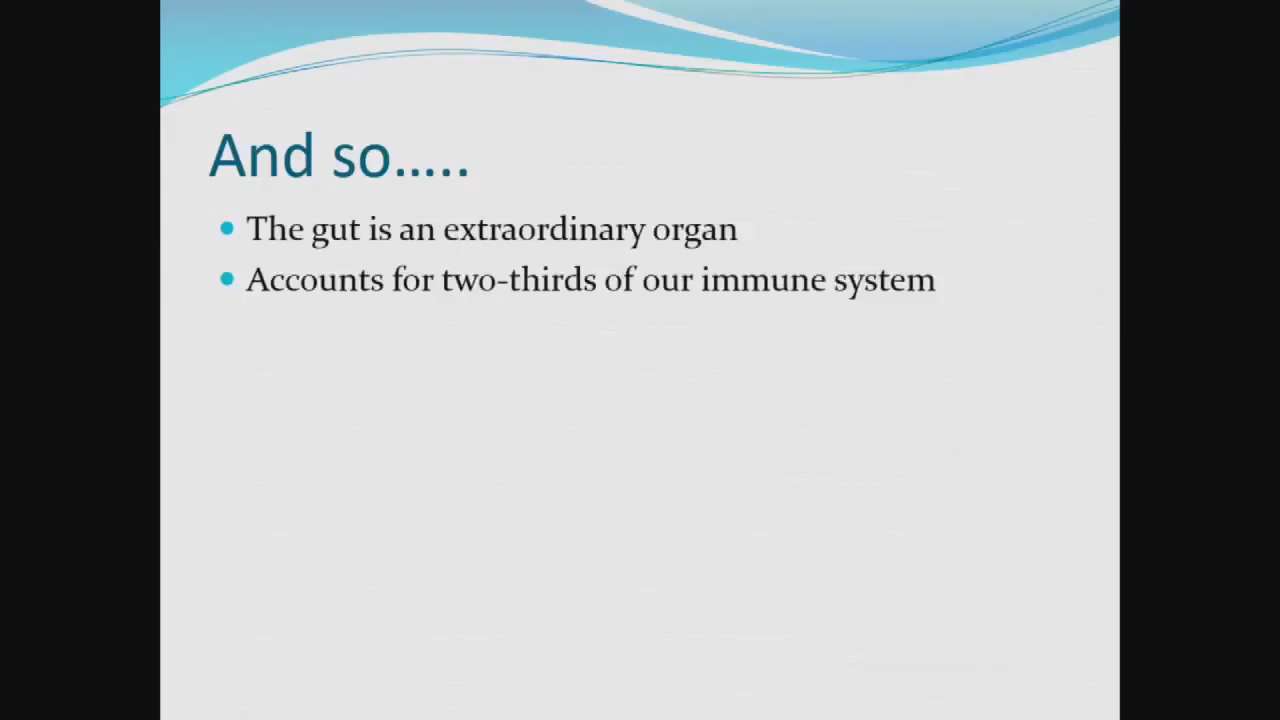 And so…..
The gut is an extraordinary organ
Accounts for two-thirds of our immune system